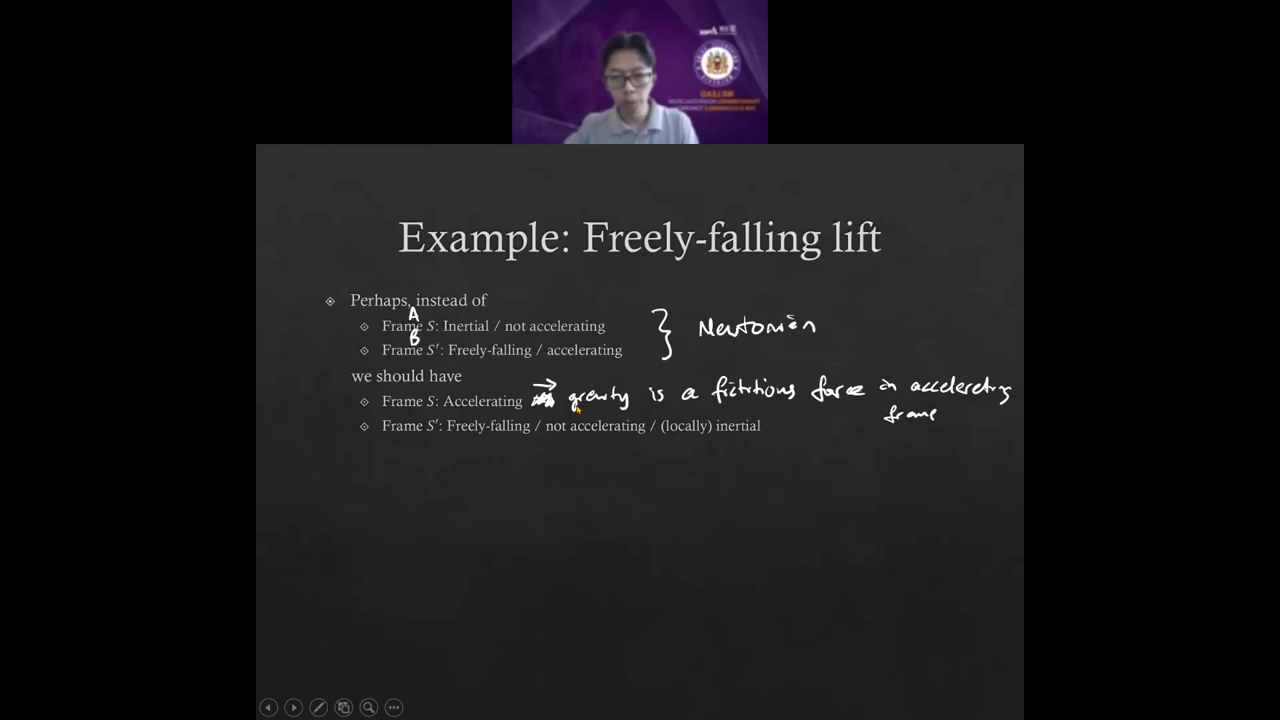 Example: Freely-falling lift
Perhaps, instead of
A
Frame S: Inertial / not accelerating
B
Frame S′: Freely-falling / accelerating
} Newtonian
we should have
Frame S: Accelerating → gravity is a fictitious force in accelerating
frame
Frame S′: Freely-falling / not accelerating / (locally) inertial